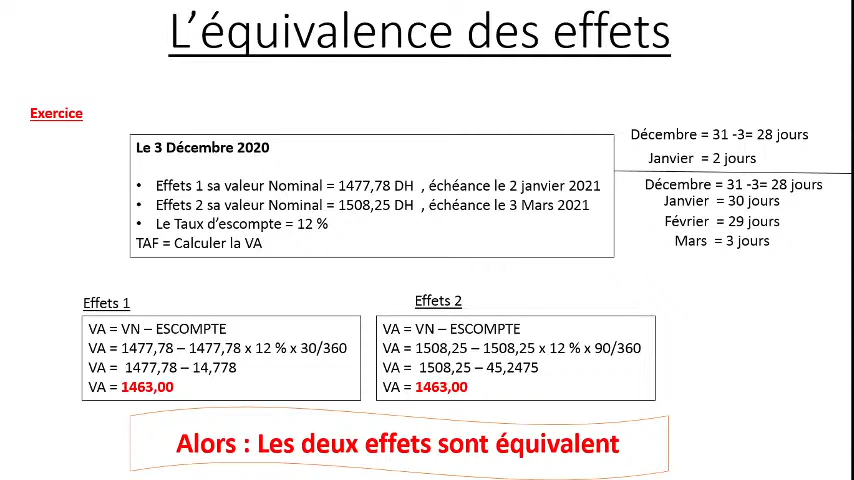 L’équivalence des effets
Exercice
Le 3 Décembre 2020
• Effets 1 sa valeur Nominal = 1477,78 DH , échéance le 2 janvier 2021
• Effets 2 sa valeur Nominal = 1508,25 DH , échéance le 3 Mars 2021
• Le Taux d’escompte = 12 %
TAF = Calculer la VA
Décembre = 31 -3= 28 jours
Janvier = 2 jours
Décembre = 31 -3= 28 jours
Janvier = 30 jours
Février = 29 jours
Mars = 3 jours
Effets 1
VA = VN – ESCOMPTE
VA = 1477,78 – 1477,78 x 12 % x 30/360
VA = 1477,78 – 14,778
VA = 1463,00
Effets 2
VA = VN – ESCOMPTE
VA = 1508,25 – 1508,25 x 12 % x 90/360
VA = 1508,25 – 45,2475
VA = 1463,00
Alors : Les deux effets sont équivalent